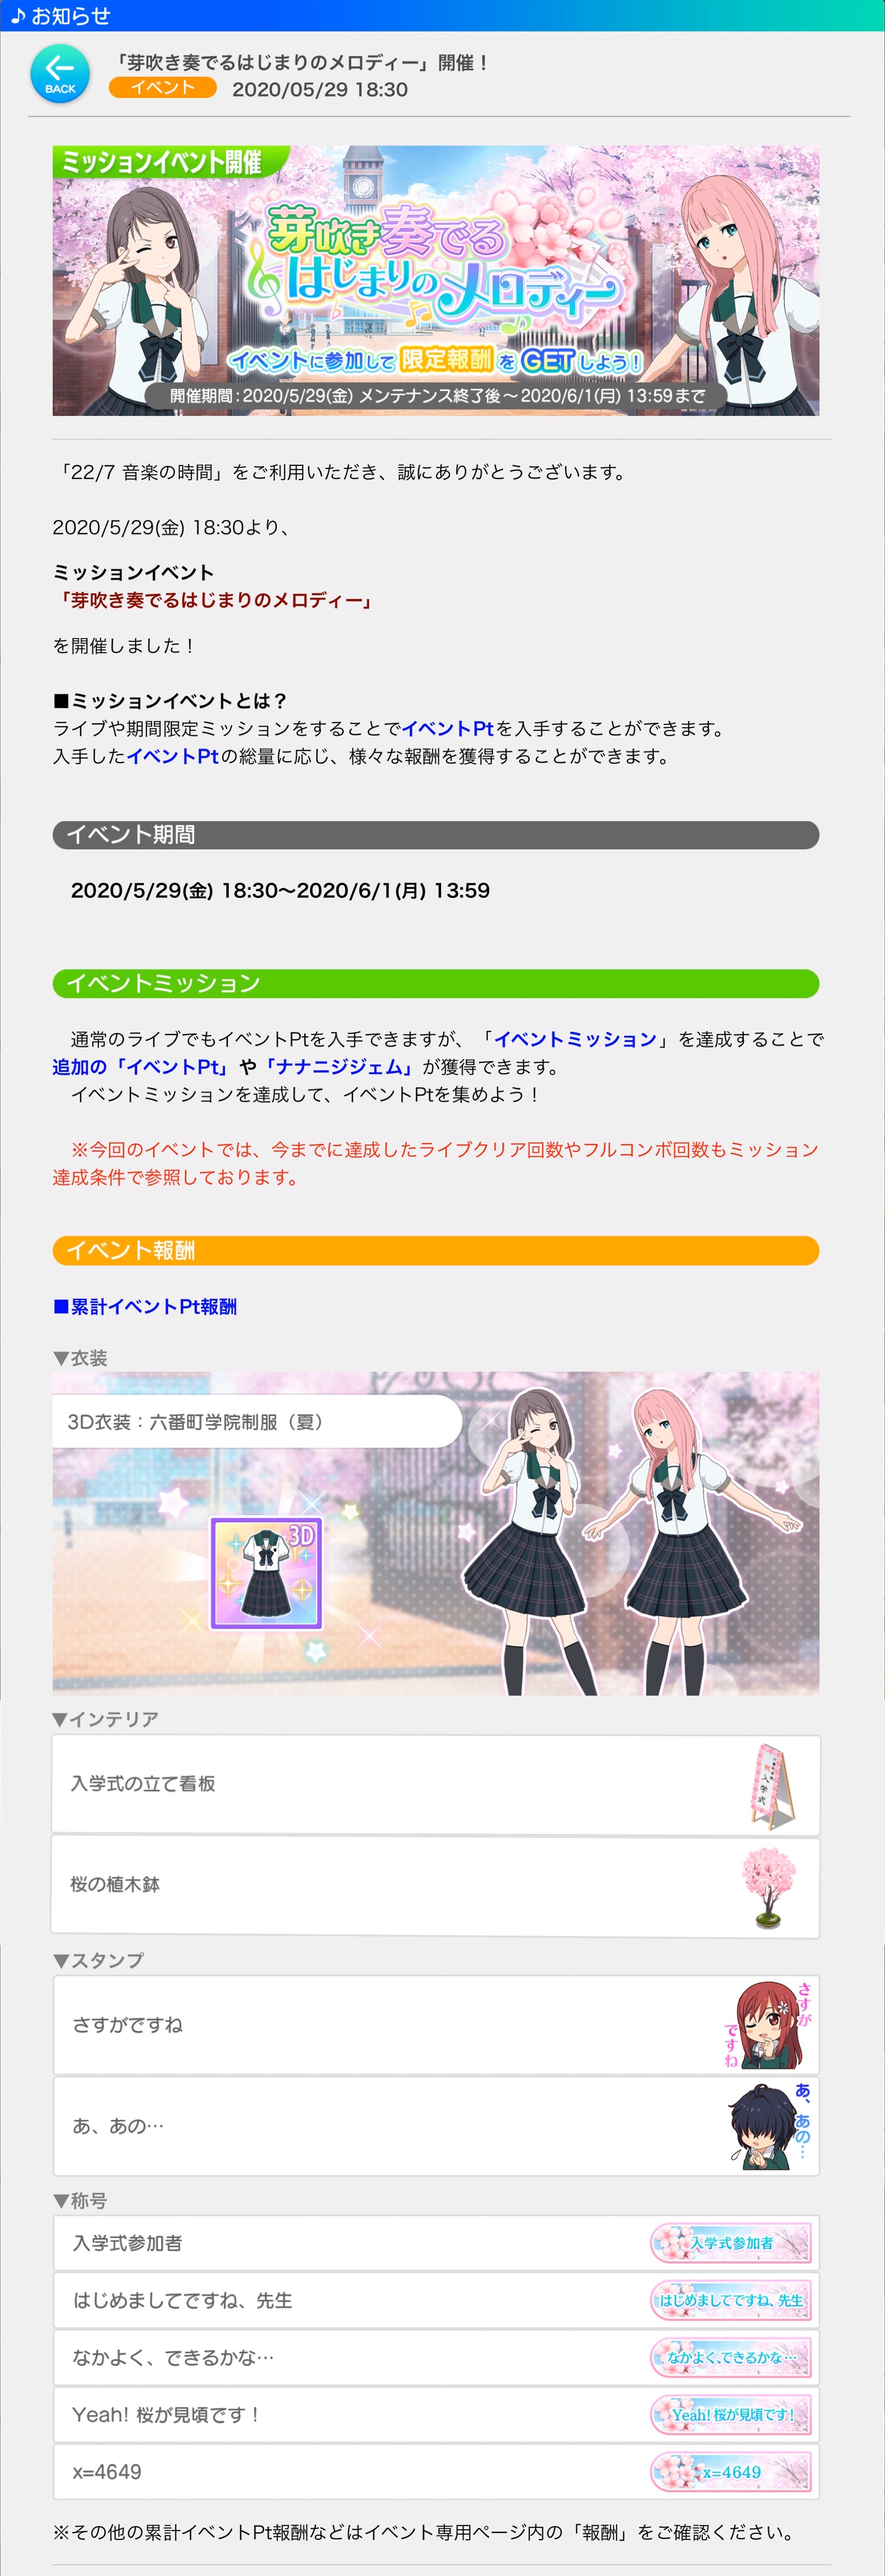 ♪お知らせ
BACK
「芽吹き奏でるはじまりのメロディー」開催！
イベント 2020/05/29 18:30
ミッションイベント開催
芽吹き奏でる
はじまりのメロディー
イベントに参加して限定報酬をGETしよう！
開催期間：2020/5/29(金) メンテナンス終了後～2020/6/1(月) 13:59まで
「22/7 音楽の時間」をご利用いただき、誠にありがとうございます。
2020/5/29(金) 18:30より、
ミッションイベント
「芽吹き奏でるはじまりのメロディー」
を開催しました！
■ミッションイベントとは？
ライブや期間限定ミッションをすることでイベントPtを入手することができます。
入手したイベントPtの総量に応じ、様々な報酬を獲得することができます。
イベント期間
2020/5/29(金) 18:30～2020/6/1(月) 13:59
イベントミッション
通常のライブでもイベントPtを入手できますが、「イベントミッション」を達成することで
追加の「イベントPt」や「ナナニジジェム」が獲得できます。
イベントミッションを達成して、イベントPtを集めよう！
※今回のイベントでは、今までに達成したライブクリア回数やフルコンボ回数もミッション
達成条件で参照しております。
イベント報酬
■累計イベントPt報酬
▼衣装
3D衣装：六番町学院制服（夏）
3D
▼インテリア
入学式の立て看板
入学式
桜の植木鉢
▼スタンプ
さすがですね
さすが
ですね
あ、あの…
あ、あの…
▼称号
入学式参加者 入学式参加者
はじめましてですね、先生 はじめましてですね、先生
なかよく、できるかな… なかよく、できるかな…
Yeah! 桜が見頃です！ Yeah! 桜が見頃です!
x=4649 x=4649
※その他の累計イベントPt報酬などはイベント専用ページ内の「報酬」をご確認ください。